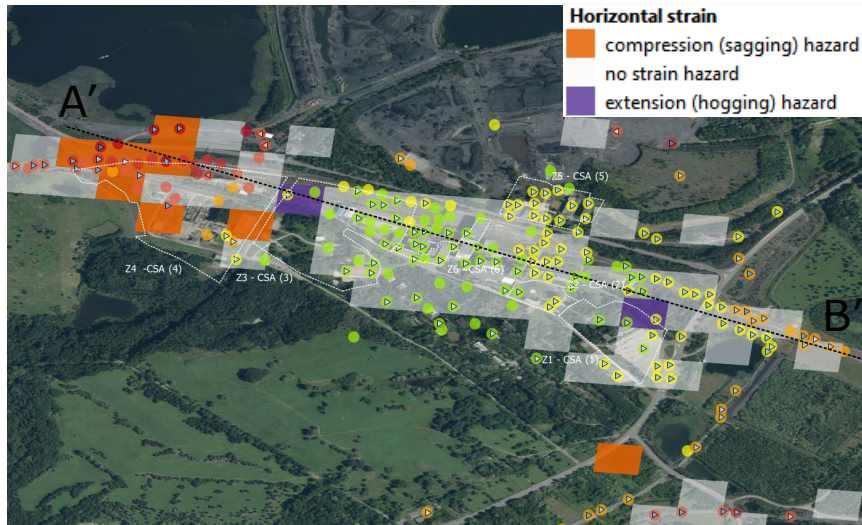 Horizontal strain
compression (sagging) hazard
no strain hazard
extension (hogging) hazard
A'
Z5 - CSA (5)
Z4 -CSA (4)
Z3 - CSA (3)
Z6 - CSA (6)
Z2 - CSA (2)
B'
Z1 - CSA (1)